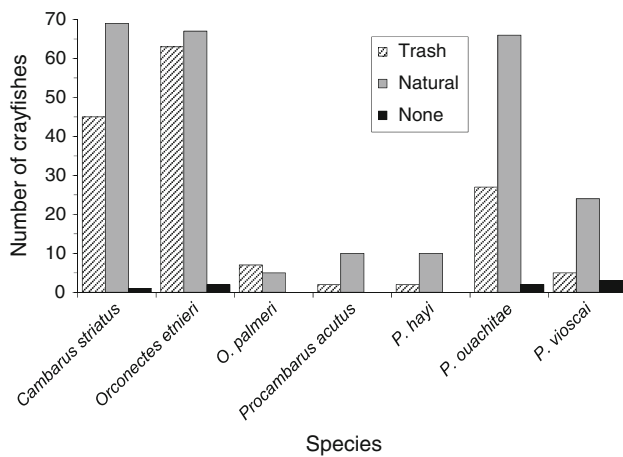 70
60
50
40
30
20
10
0
Number of crayfishes
Trash
Natural
None
Cambarus striatus
Orconectes etnieri
O. palmeri
Procambarus acutus
P. hayi
P. ouachitae
P. vioscai
Species